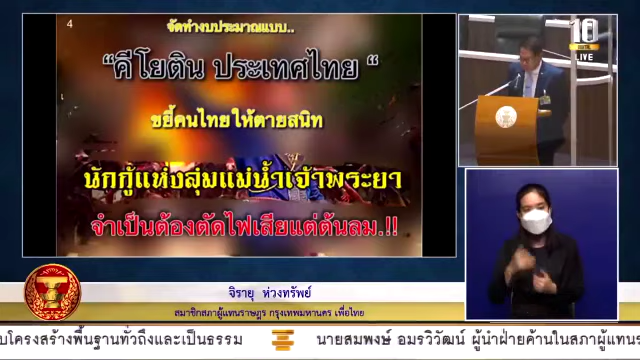 4
จัดทำงบประมาณแบบ..
"คีโยติน ประเทศไทย "
ขยี้คนไทยให้ตายสนิท
นักกู้แห่งลุ่มแม่น้ำเจ้าพระยา
จำเป็นต้องตัดไฟเสียแต่ต้นลม.!!
10
LIVE
จิรายุ ห่วงทรัพย์
สมาชิกสภาผู้แทนราษฎร กรุงเทพมหานคร เพื่อไทย
บโครงสร้างพื้นฐานทั่วถึงและเป็นธรรม นายสมพงษ์ อมรวิวัฒน์ ผู้นำฝ่ายค้านในสภาผู้แทนร